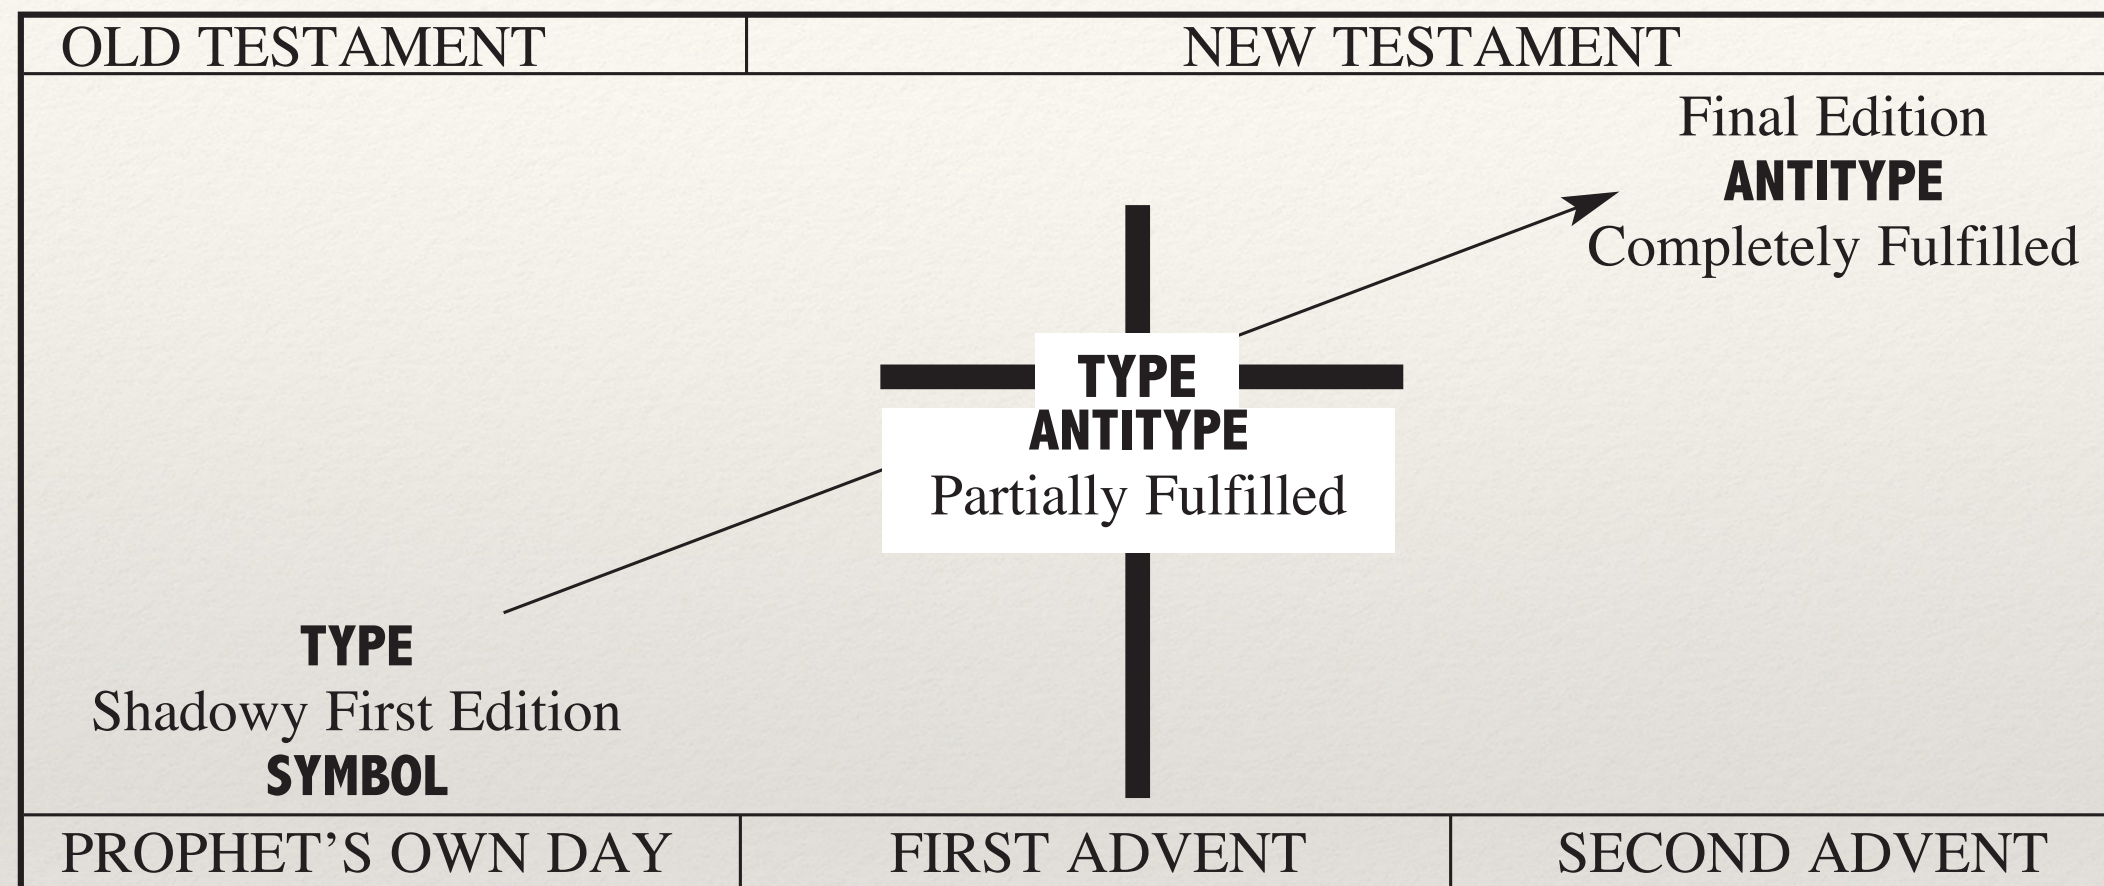 OLD TESTAMENT
NEW TESTAMENT
Final Edition
ANTITYPE
Completely Fulfilled
TYPE
ANTITYPE
Partially Fulfilled
TYPE
Shadowy First Edition
SYMBOL
PROPHET’S OWN DAY
FIRST ADVENT
SECOND ADVENT